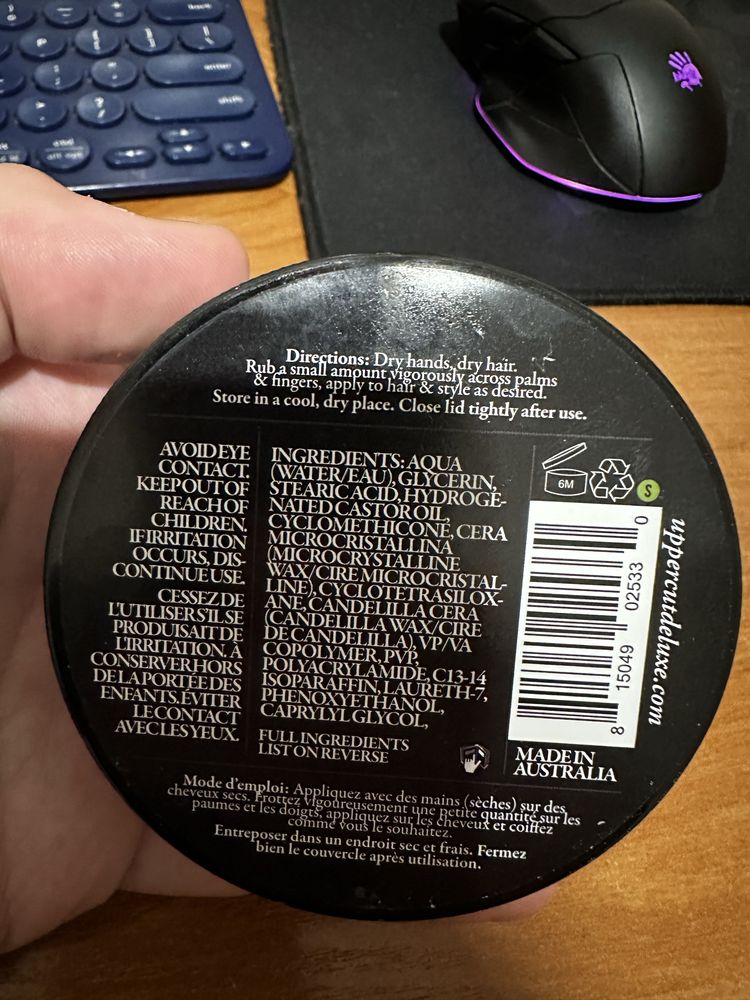 back
enter
shift
Directions: Dry hands, dry hair.
Rub a small amount vigorously across palms
& fingers, apply to hair & style as desired.
Store in a cool, dry place. Close lid tightly after use.
AVOID EYE
CONTACT.
KEEP OUT OF
REACH OF
CHILDREN.
IF IRRITATION
OCCURS, DIS-
CONTINUE USE.
CESSEZ DE
L'UTILISER S'IL SE
PRODUISAIT DE
L'IRRITATION. À
CONSERVER HORS
DE LA PORTÉE DES
ENFANTS. ÉVITER
LE CONTACT
AVEC LES YEUX.
INGREDIENTS: AQUA
(WATER/EAU), GLYCERIN,
STEARIC ACID, HYDROGE-
NATED CASTOR OIL,
CYCLOMETHICONE, CERA
MICROCRISTALLINA
(MICROCRYSTALLINE
WAX/CIRE MICROCRISTAL-
LINE), CYCLOTETRASILOX-
ANE, CANDELILLA CERA
(CANDELILLA WAX/CIRE
DE CANDELILLA), VP/VA
COPOLYMER, PVP,
POLYACRYLAMIDE, C13-14
ISOPARAFFIN, LAURETH-7,
PHENOXYETHANOL,
CAPRYLYL GLYCOL,
FULL INGREDIENTS
LIST ON REVERSE
6M
S
8 15049 02533 0
uppercutdeluxe.com
MADE IN
AUSTRALIA
Mode d'emploi: Appliquez avec des mains (sèches) sur des
cheveux secs. Frottez vigoureusement une petite quantité sur les
paumes et les doigts, appliquez sur les cheveux et coiffez
comme vous le souhaitez.
Entreposer dans un endroit sec et frais. Fermez
bien le couvercle après utilisation.